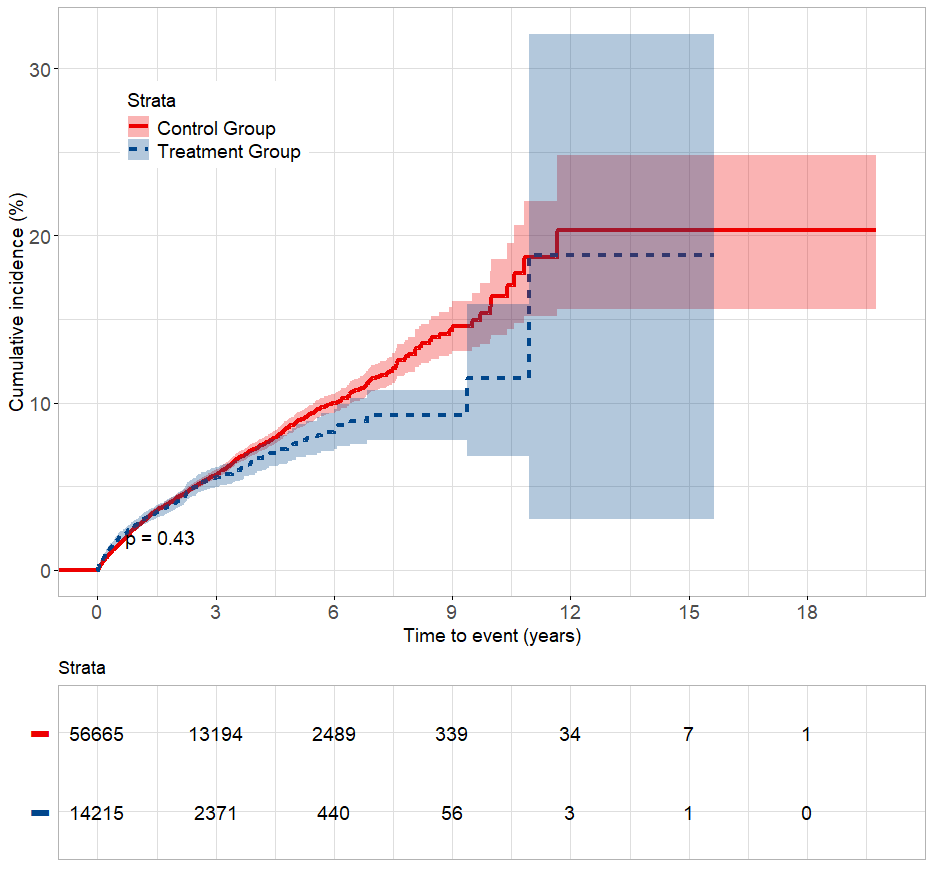 30
20
10
0
Cumulative incidence (%)
Strata
Control Group
Treatment Group
p = 0.43
0 3 6 9 12 15 18
Time to event (years)
Strata
56665 13194 2489 339 34 7 1
14215 2371 440 56 3 1 0